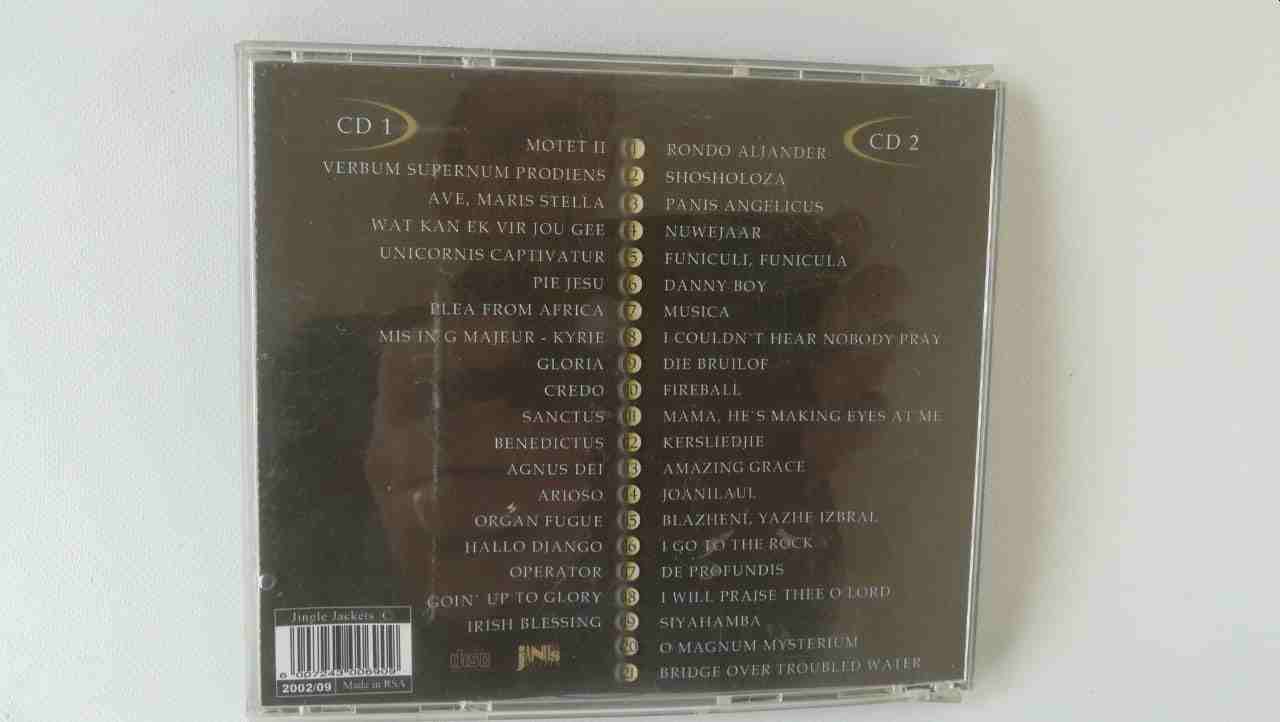 CD 1
MOTET II
VERBUM SUPERNUM PRODIENS
AVE, MARIS STELLA
WAT KAN EK VIR JOU GEE
UNICORNIS CAPTIVATUR
PIE JESU
PLEA FROM AFRICA
MIS IN G MAJEUR - KYRIE
GLORIA
CREDO
SANCTUS
BENEDICTUS
AGNUS DEI
ARIOSO
ORGAN FUGUE
HALLO DJANGO
OPERATOR
GOIN' UP TO GLORY
IRISH BLESSING
1
2
3
4
5
6
7
8
9
10
11
12
13
14
15
16
17
18
19
20
21
CD 2
RONDO ALJANDER
SHOSHOLOZA
PANIS ANGELICUS
NUWEJAAR
FUNICULI, FUNICULA
DANNY BOY
MUSICA
I COULDN'T HEAR NOBODY PRAY
DIE BRUILOF
FIREBALL
MAMA, HE'S MAKING EYES AT ME
KERSLIEDJIE
AMAZING GRACE
JOANILAUL
BLAZHENI, YAZHE IZBRAL
I GO TO THE ROCK
DE PROFUNDIS
I WILL PRAISE THEE O LORD
SIYAHAMBA
O MAGNUM MYSTERIUM
BRIDGE OVER TROUBLED WATER
Jingle Jackets ©
2002/09 Made in RSA
disc